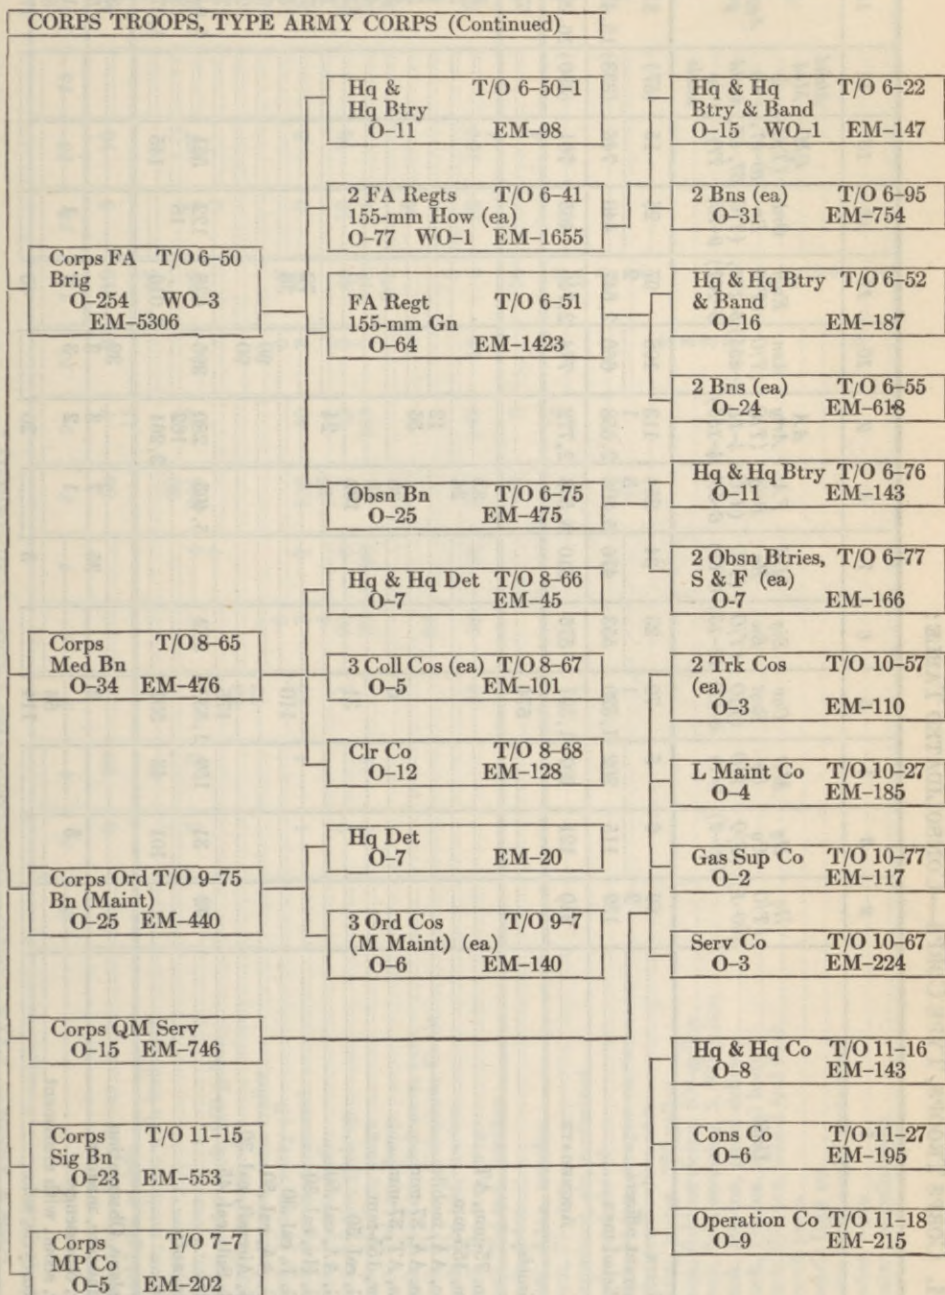 CORPS TROOPS, TYPE ARMY CORPS (Continued)
Corps FA T/O 6–50
Brig
O–254 WO–3
EM–5306
Hq & T/O 6–50–1
Hq Btry
O–11 EM–98
2 FA Regts T/O 6–41
155-mm How (ea)
O–77 WO–1 EM–1655
FA Regt T/O 6–51
155-mm Gn
O–64 EM–1423
Obsn Bn T/O 6–75
O–25 EM–475
Hq & Hq T/O 6–22
Btry & Band
O–15 WO–1 EM–147
2 Bns (ea) T/O 6–95
O–31 EM–754
Hq & Hq Btry T/O 6–52
& Band
O–16 EM–187
2 Bns (ea) T/O 6–55
O–24 EM–618
Hq & Hq Btry T/O 6–76
O–11 EM–143
2 Obsn Btries, T/O 6–77
S & F (ea)
O-7 EM–166
Corps T/O 8–65
Med Bn
O–34 EM–476
Hq & Hq Det T/O 8–66
O–7 EM–45
3 Coll Cos (ea) T/O 8–67
O–5 EM–101
Clr Co T/O 8–68
O–12 EM–128
Corps Ord T/O 9–75
Bn (Maint)
O–25 EM–440
Hq Det
O–7 EM–20
3 Ord Cos T/O 9–7
(M Maint) (ea)
O–6 EM–140
Corps QM Serv
O–15 EM–746
2 Trk Cos T/O 10–57
(ea)
O–3 EM–110
L Maint Co T/O 10–27
O–4 EM–185
Gas Sup Co T/O 10–77
O–2 EM–117
Serv Co T/O 10–67
O–3 EM–224
Corps T/O 11–15
Sig Bn
O–23 EM–553
Hq & Hq Co T/O 11–16
O–8 EM–143
Cons Co T/O 11–27
O–6 EM–195
Operation Co T/O 11–18
O–9 EM–215
Corps T/O 7–7
MP Co
O–5 EM–202